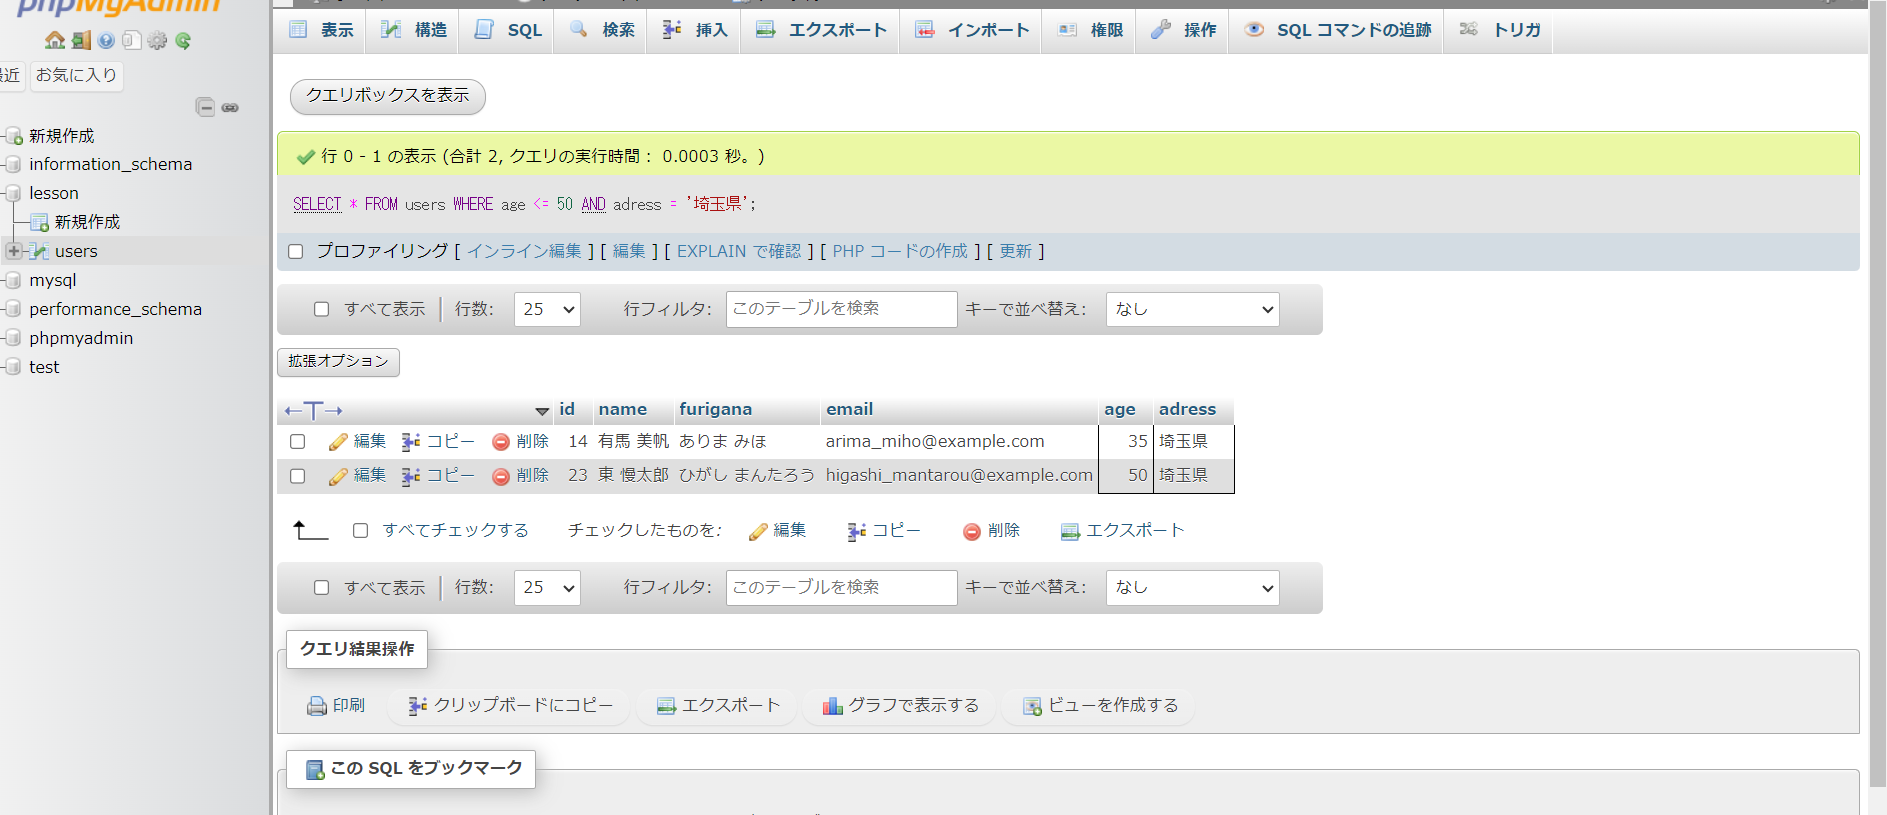 phpMyAdmin
最近 お気に入り
新規作成
information_schema
lesson
新規作成
users
mysql
performance_schema
phpmyadmin
test
表示 構造 SQL 検索 挿入 エクスポート インポート 権限 操作 SQL コマンドの追跡 トリガ
クエリボックスを表示
行 0 - 1 の表示 (合計 2, クエリの実行時間： 0.0003 秒。)
SELECT * FROM users WHERE age <= 50 AND adress = '埼玉県';
プロファイリング [ インライン編集 ] [ 編集 ] [ EXPLAIN で確認 ] [ PHP コードの作成 ] [ 更新 ]
すべて表示 行数: 25 行フィルタ: このテーブルを検索 キーで並べ替え: なし
拡張オプション
←T→ id name furigana email age adress
編集 コピー 削除 14 有馬 美帆 ありま みほ arima_miho@example.com 35 埼玉県
編集 コピー 削除 23 東 慢太郎 ひがし まんたろう higashi_mantarou@example.com 50 埼玉県
すべてチェックする チェックしたものを: 編集 コピー 削除 エクスポート
すべて表示 行数: 25 行フィルタ: このテーブルを検索 キーで並べ替え: なし
クエリ結果操作
印刷 クリップボードにコピー エクスポート グラフで表示する ビューを作成する
この SQL をブックマーク